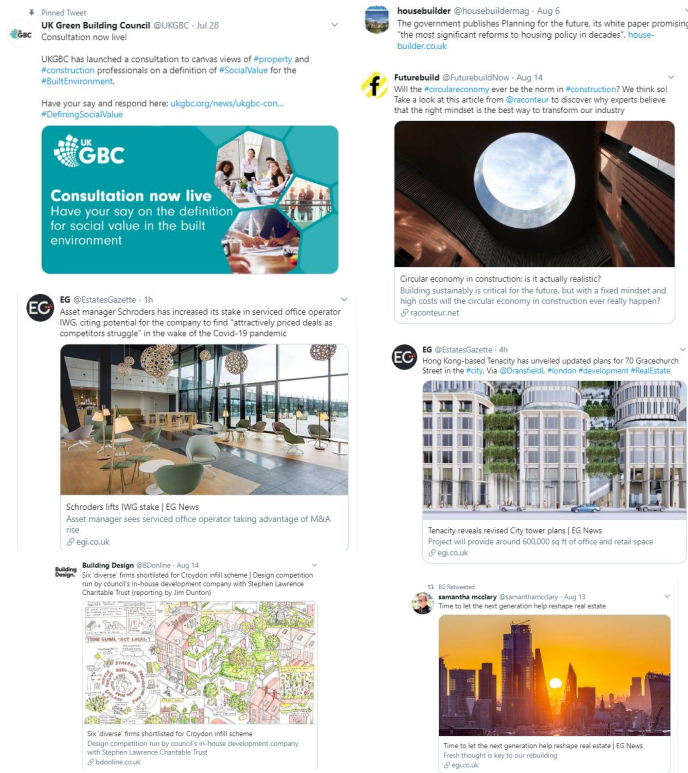 Pinned Tweet
UK Green Building Council @UKGBC · Jul 28
Consultation now live!
UKGBC has launched a consultation to canvas views of #property and
#construction professionals on a definition of #SocialValue for the
#BuiltEnvironment.
Have your say and respond here: ukgbc.org/news/ukgbc-con...
#DefiningSocialValue
UK
GBC
Consultation now live
Have your say on the definition
for social value in the built
environment
EG @EstatesGazette · 1h
Asset manager Schroders has increased its stake in serviced office operator
IWG, citing potential for the company to find "attractively priced deals as
competitors struggle" in the wake of the Covid-19 pandemic
Schroders lifts IWG stake | EG News
Asset manager sees serviced office operator taking advantage of M&A
rise
egi.co.uk
Building
Design.
Building Design @BDonline · Aug 14
Six 'diverse' firms shortlisted for Croydon infill scheme | Design competition
run by council's in-house development company with Stephen Lawrence
Charitable Trust (reporting by Jim Dunton)
THINK GLOBAL - ACT LOCAL!
Six 'diverse' firms shortlisted for Croydon infill scheme
Design competition run by council's in-house development company
with Stephen Lawrence Charitable Trust
bdonline.co.uk
housebuilder @housebuildermag · Aug 6
The government publishes Planning for the future, its white paper promising
"the most significant reforms to housing policy in decades". house-
builder.co.uk
Futurebuild @FuturebuildNow · Aug 14
Will the #circulareconomy ever be the norm in #construction? We think so!
Take a look at this article from @raconteur to discover why experts believe
that the right mindset is the best way to transform our industry
Circular economy in construction: is it actually realistic?
Building sustainably is critical for the future, but with a fixed mindset and
high costs will the circular economy in construction ever really happen?
raconteur.net
EG @EstatesGazette · 4h
Hong Kong-based Tenacity has unveiled updated plans for 70 Gracechurch
Street in the #city. Via @DransfieldL #london #development #RealEstate
Tenacity reveals revised City tower plans | EG News
Project will provide around 600,000 sq ft of office and retail space
egi.co.uk
EG Retweeted
samantha mcclary @samanthamcclary · Aug 13
Time to let the next generation help reshape real estate
Time to let the next generation help reshape real estate | EG News
Fresh thought is key to our rebuilding
egi.co.uk